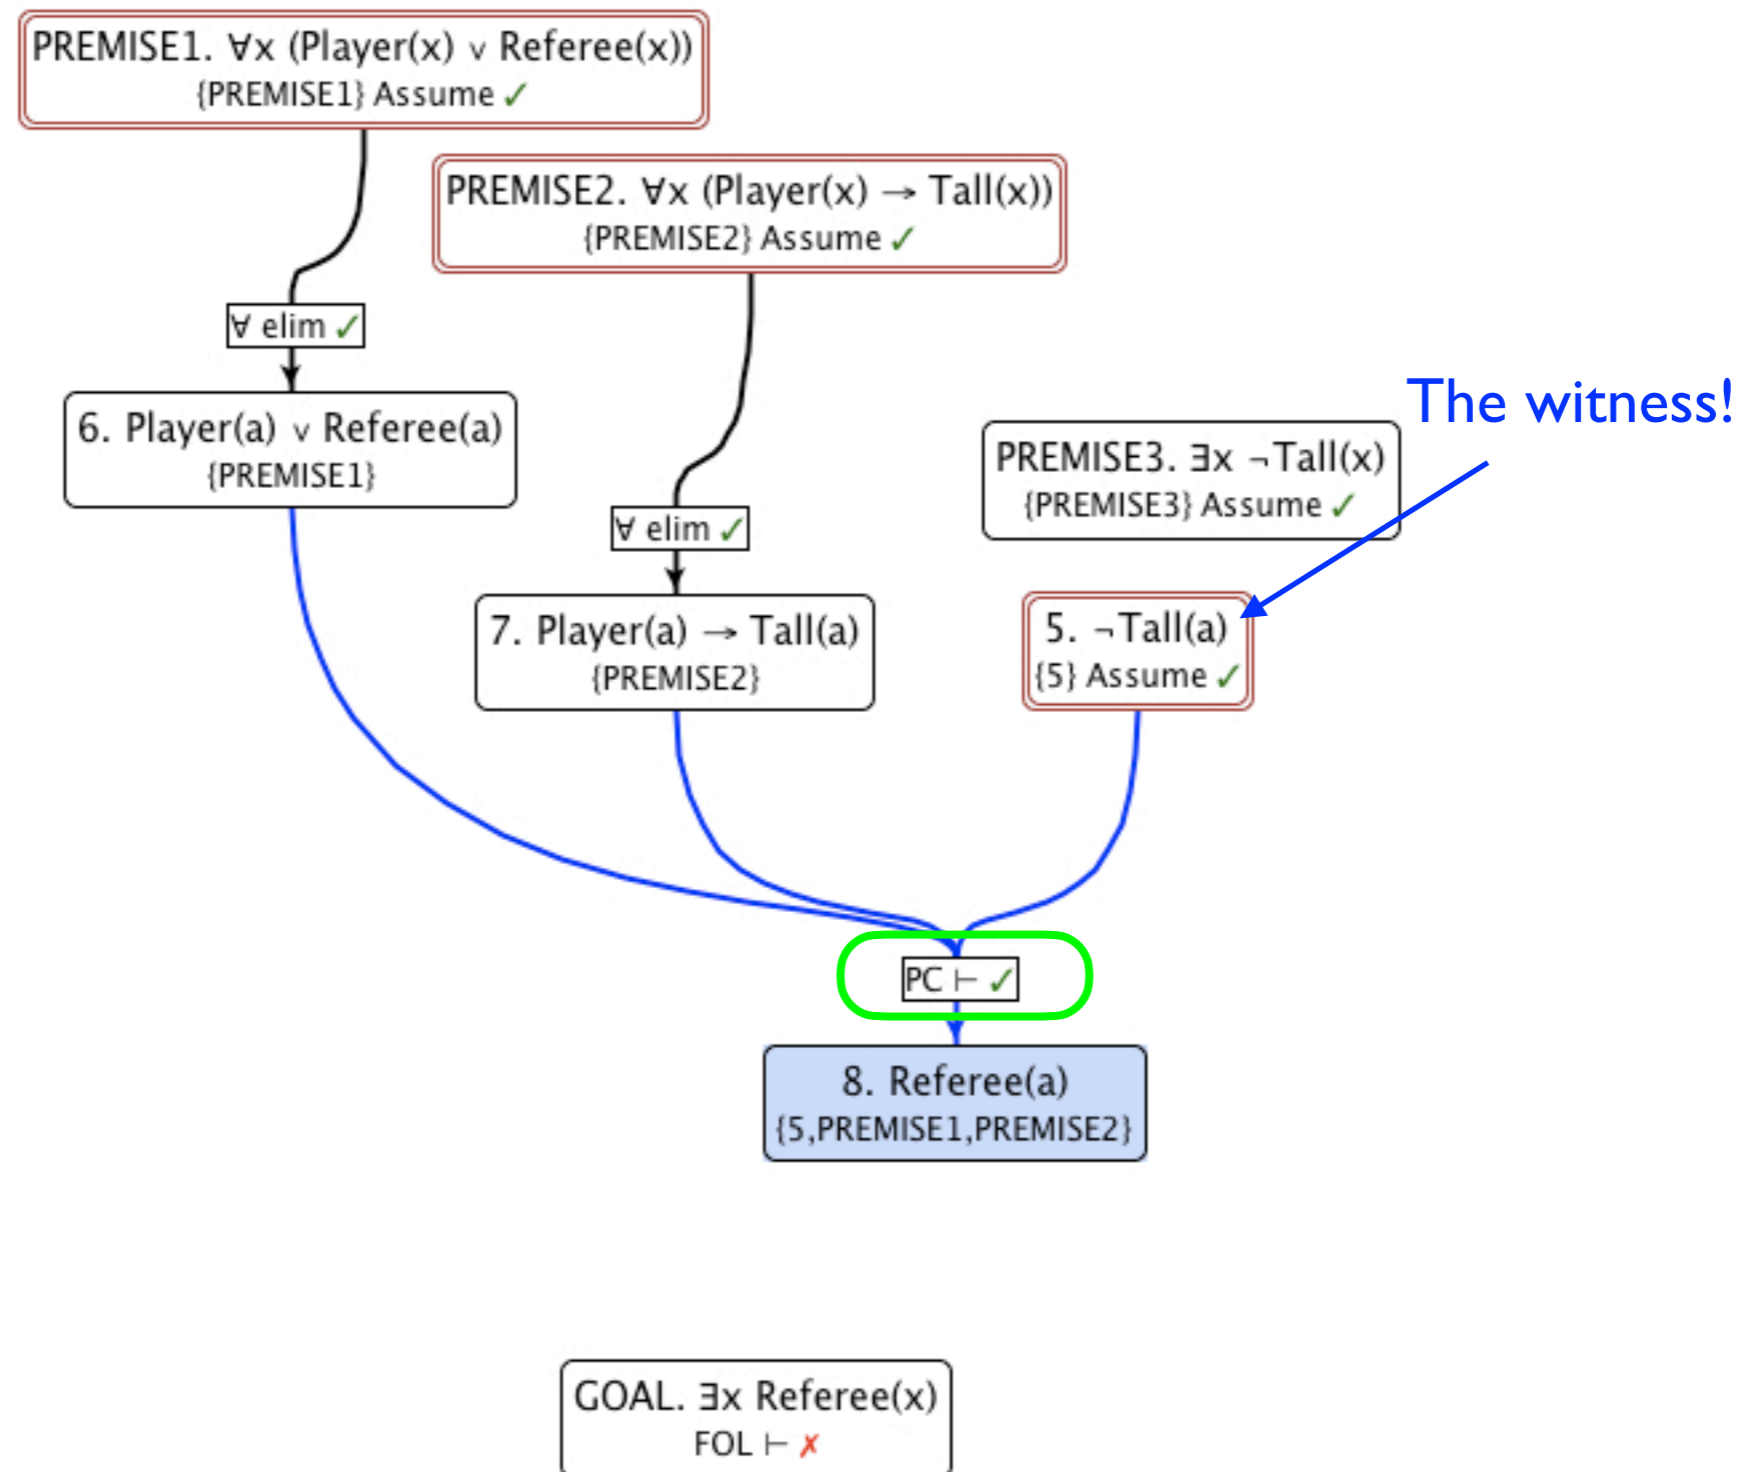 PREMISE1. ∀x (Player(x) ∨ Referee(x))
{PREMISE1} Assume ✓
PREMISE2. ∀x (Player(x) → Tall(x))
{PREMISE2} Assume ✓
∀ elim ✓
6. Player(a) ∨ Referee(a)
{PREMISE1}
The witness!
PREMISE3. ∃x ¬Tall(x)
{PREMISE3} Assume ✓
∀ elim ✓
7. Player(a) → Tall(a)
{PREMISE2}
5. ¬Tall(a)
{5} Assume ✓
PC ⊢ ✓
8. Referee(a)
{5,PREMISE1,PREMISE2}
GOAL. ∃x Referee(x)
FOL ⊢ ✗